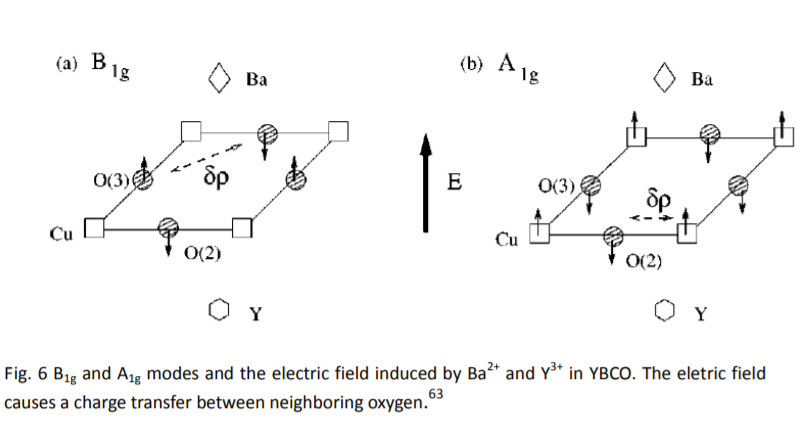 (a) B1g
Ba
O(3)
δρ
Cu
O(2)
Y
E
(b) A1g
Ba
O(3)
δρ
Cu
O(2)
Y
Fig. 6 B1g and A1g modes and the electric field induced by Ba2+ and Y3+ in YBCO. The eletric field
causes a charge transfer between neighboring oxygen.63